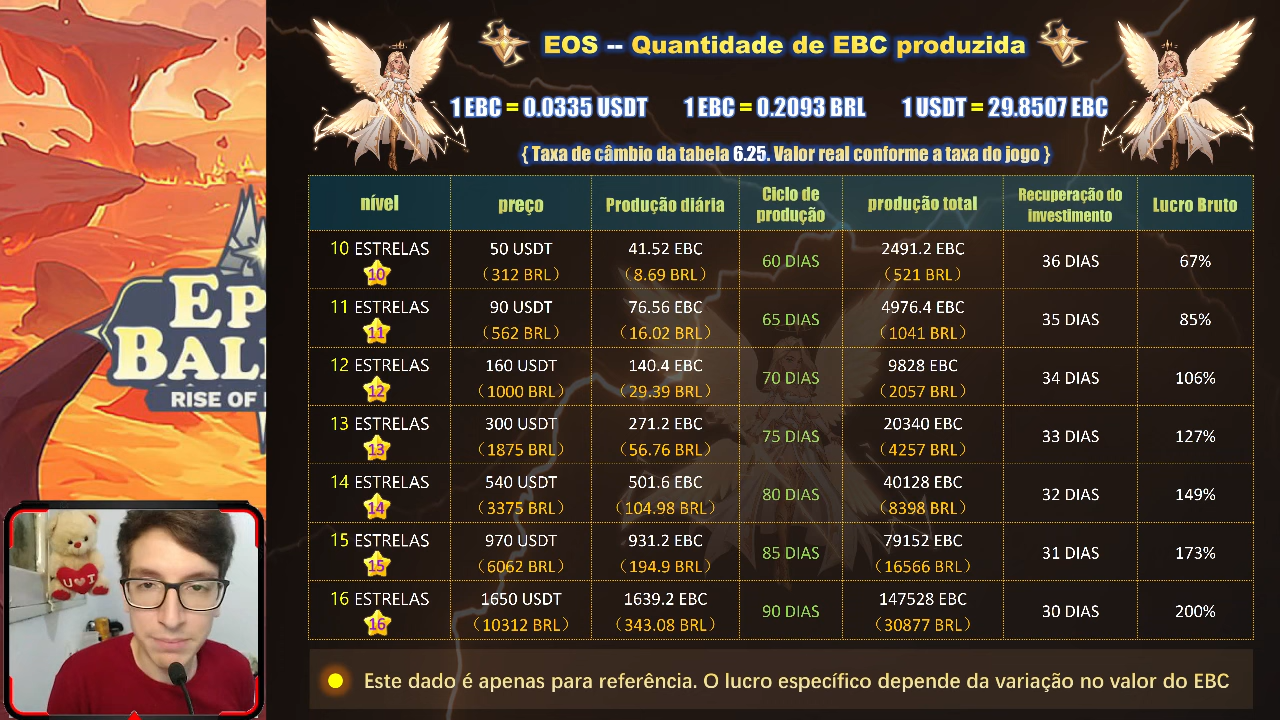 EOS -- Quantidade de EBC produzida
1 EBC = 0.0335 USDT 1 EBC = 0.2093 BRL 1 USDT = 29.8507 EBC
{ Taxa de câmbio da tabela 6.25. Valor real conforme a taxa do jogo }
nível preço Produção diária Ciclo de produção produção total Recuperação do investimento Lucro Bruto
10 ESTRELAS 50 USDT 41.52 EBC 60 DIAS 2491.2 EBC 36 DIAS 67%
10 (312 BRL) (8.69 BRL) (521 BRL)
11 ESTRELAS 90 USDT 76.56 EBC 65 DIAS 4976.4 EBC 35 DIAS 85%
11 (562 BRL) (16.02 BRL) (1041 BRL)
12 ESTRELAS 160 USDT 140.4 EBC 70 DIAS 9828 EBC 34 DIAS 106%
12 (1000 BRL) (29.39 BRL) (2057 BRL)
13 ESTRELAS 300 USDT 271.2 EBC 75 DIAS 20340 EBC 33 DIAS 127%
13 (1875 BRL) (56.76 BRL) (4257 BRL)
14 ESTRELAS 540 USDT 501.6 EBC 80 DIAS 40128 EBC 32 DIAS 149%
14 (3375 BRL) (104.98 BRL) (8398 BRL)
15 ESTRELAS 970 USDT 931.2 EBC 85 DIAS 79152 EBC 31 DIAS 173%
15 (6062 BRL) (194.9 BRL) (16566 BRL)
16 ESTRELAS 1650 USDT 1639.2 EBC 90 DIAS 147528 EBC 30 DIAS 200%
16 (10312 BRL) (343.08 BRL) (30877 BRL)
Este dado é apenas para referência. O lucro específico depende da variação no valor do EBC
EP
BAL
RISE OF
U I